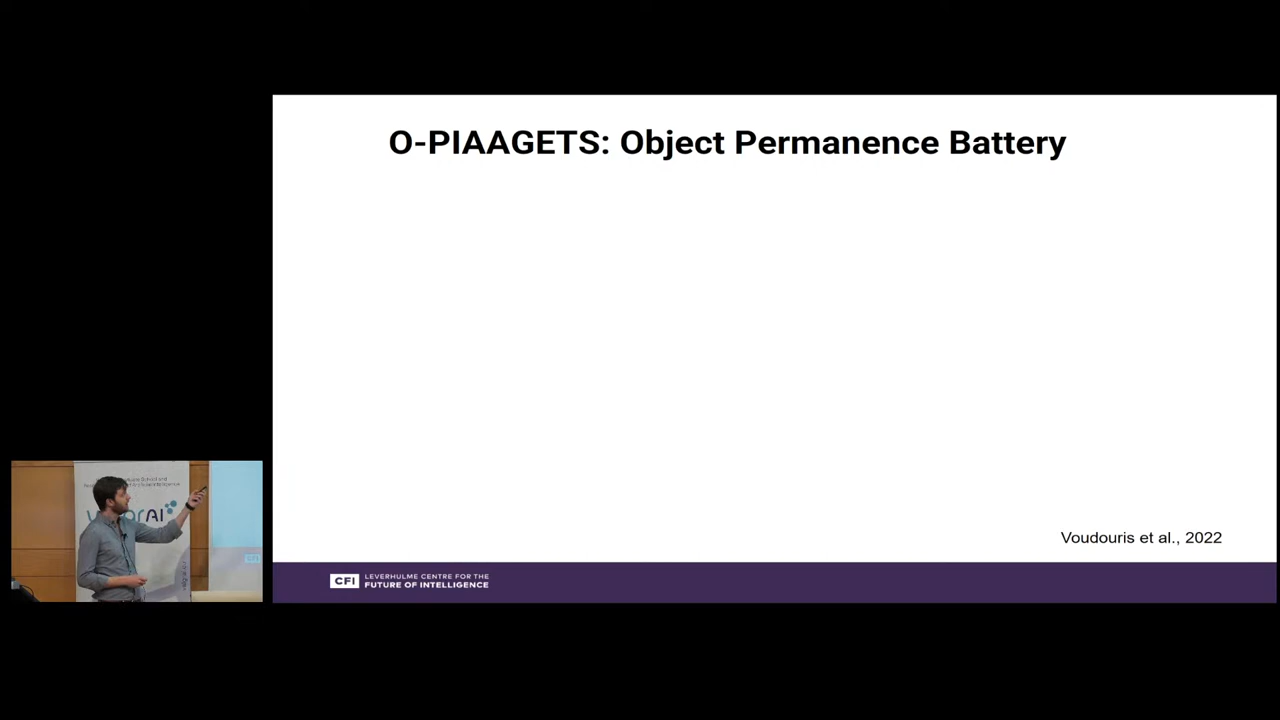 O-PIAAGETS: Object Permanence Battery
Voudouris et al., 2022
CFI
LEVERHULME CENTRE FOR THE
FUTURE OF INTELLIGENCE